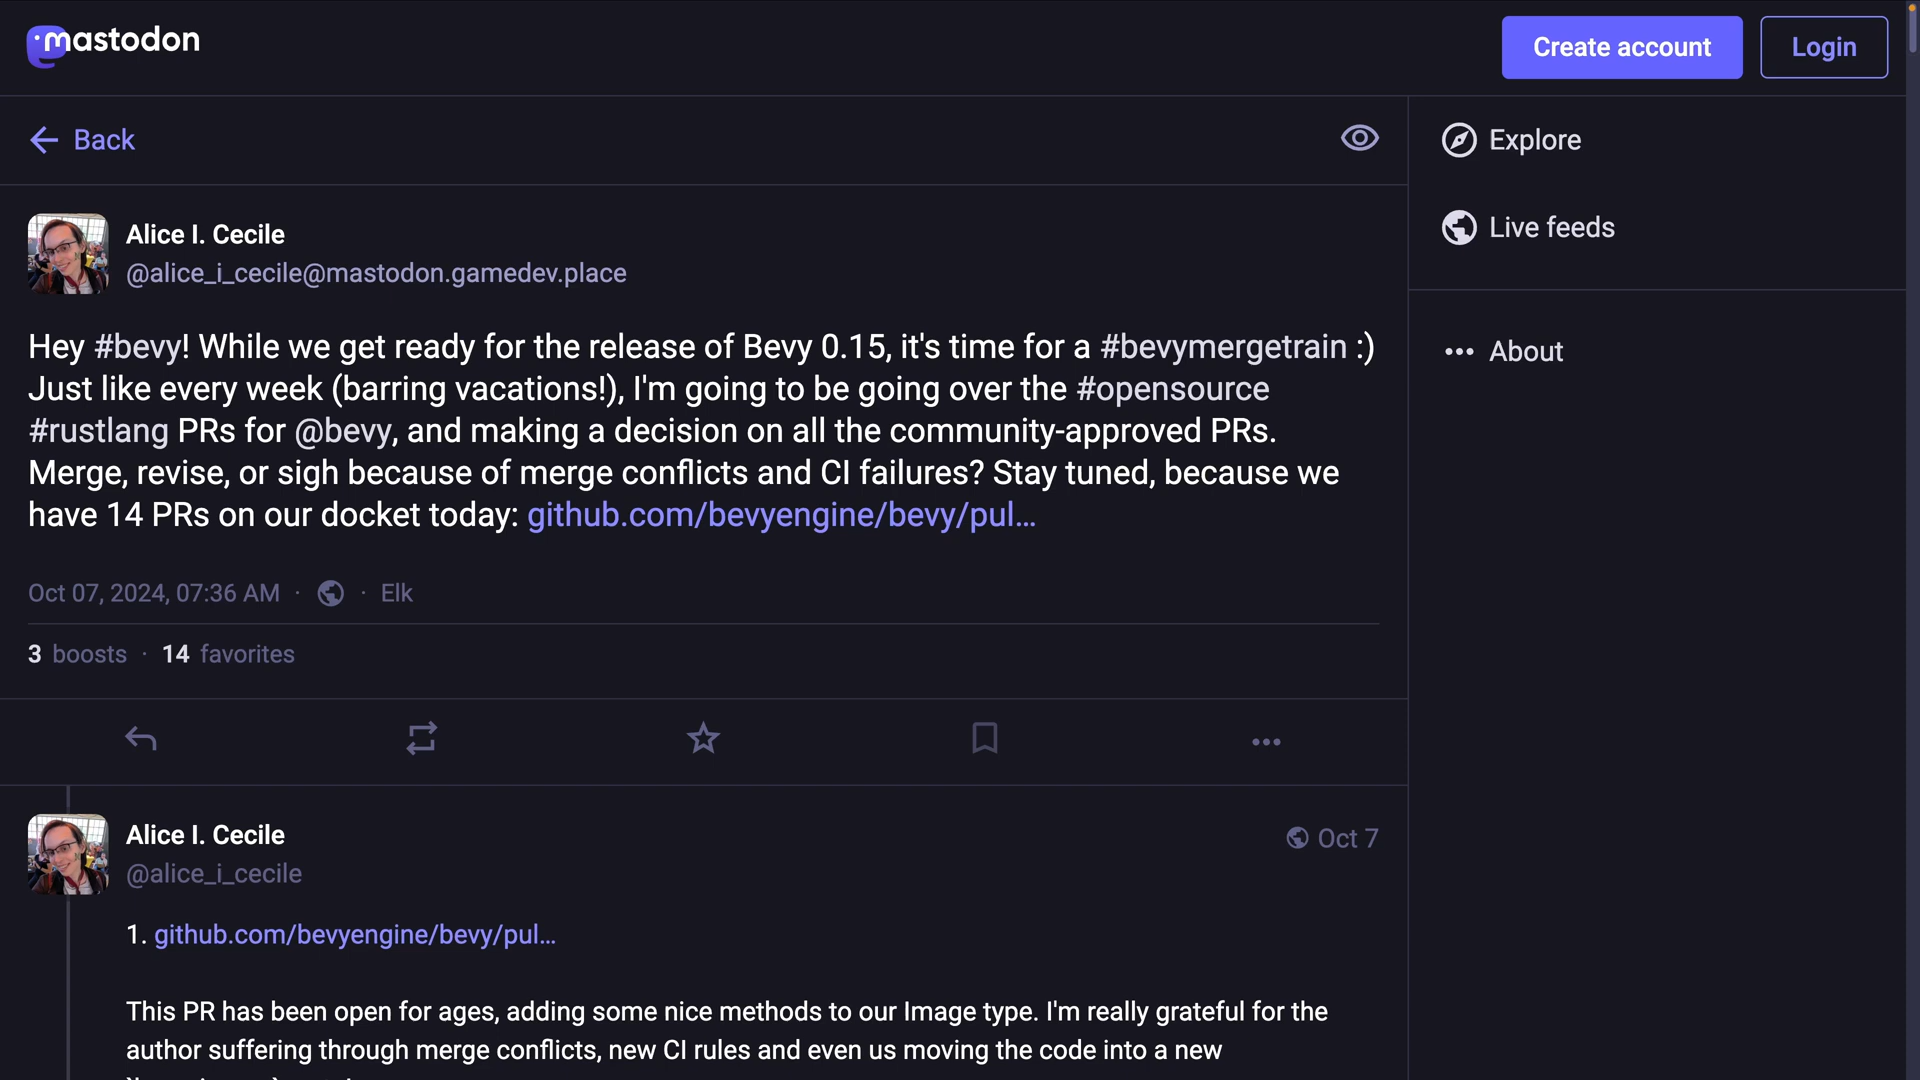 mastodon
Create account
Login
Back
Explore
Live feeds
About
Alice I. Cecile
@alice_i_cecile@mastodon.gamedev.place
Hey #bevy! While we get ready for the release of Bevy 0.15, it's time for a #bevymergetrain :)
Just like every week (barring vacations!), I'm going to be going over the #opensource
#rustlang PRs for @bevy, and making a decision on all the community-approved PRs.
Merge, revise, or sigh because of merge conflicts and CI failures? Stay tuned, because we
have 14 PRs on our docket today: github.com/bevyengine/bevy/pul…
Oct 07, 2024, 07:36 AM · · Elk
3 boosts · 14 favorites
Alice I. Cecile
Oct 7
@alice_i_cecile
1. github.com/bevyengine/bevy/pul…
This PR has been open for ages, adding some nice methods to our Image type. I'm really grateful for the
author suffering through merge conflicts, new CI rules and even us moving the code into a new